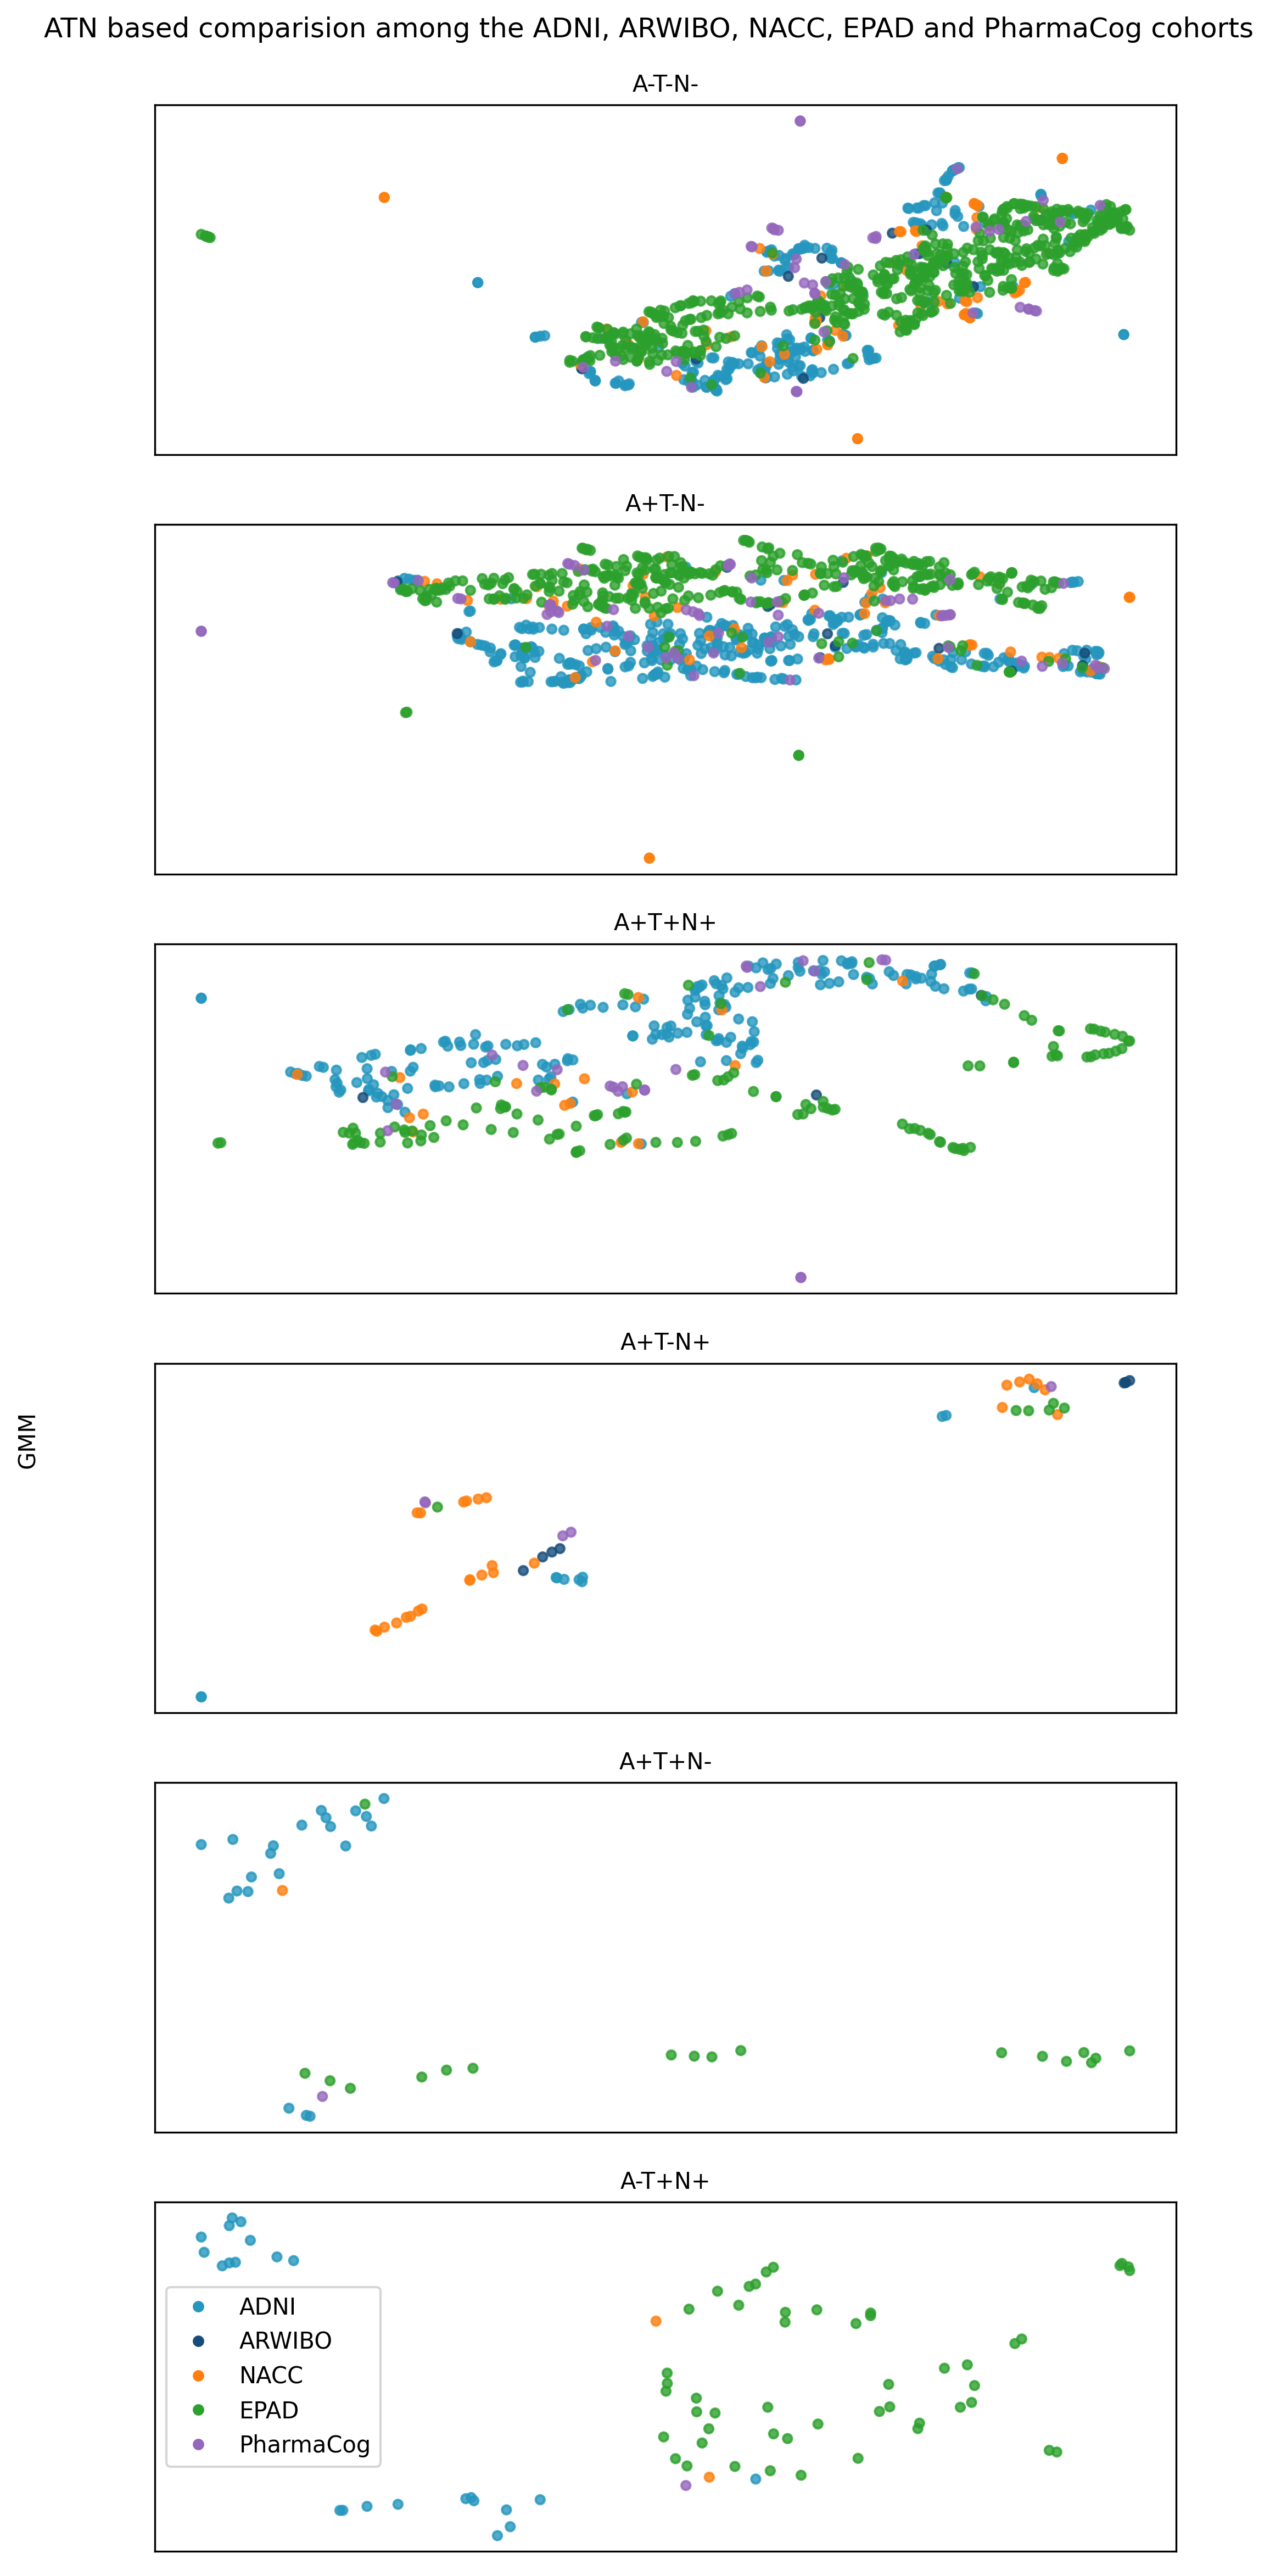 ATN based comparision among the ADNI, ARWIBO, NACC, EPAD and PharmaCog cohorts
A-T-N-
A+T-N-
A+T+N+
A+T-N+
GMM
A+T+N-
A-T+N+
ADNI
ARWIBO
NACC
EPAD
PharmaCog